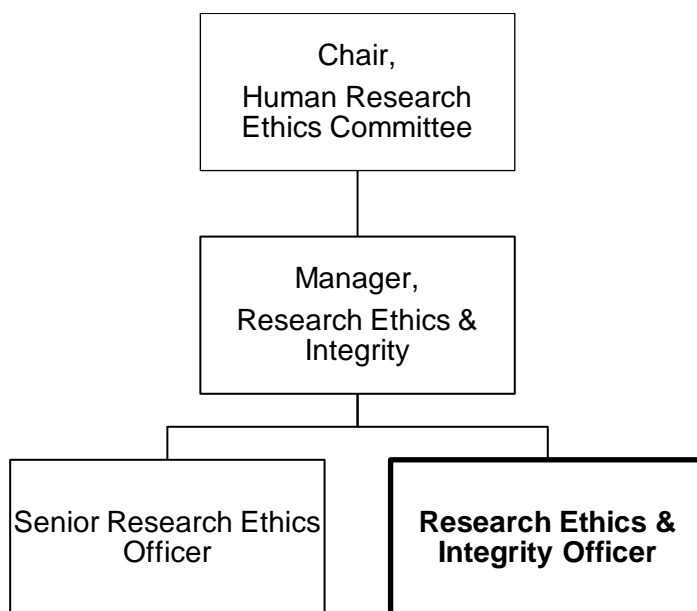 Chair,
Human Research
Ethics Committee
Manager,
Research Ethics &
Integrity
Senior Research Ethics
Officer
Research Ethics &
Integrity Officer